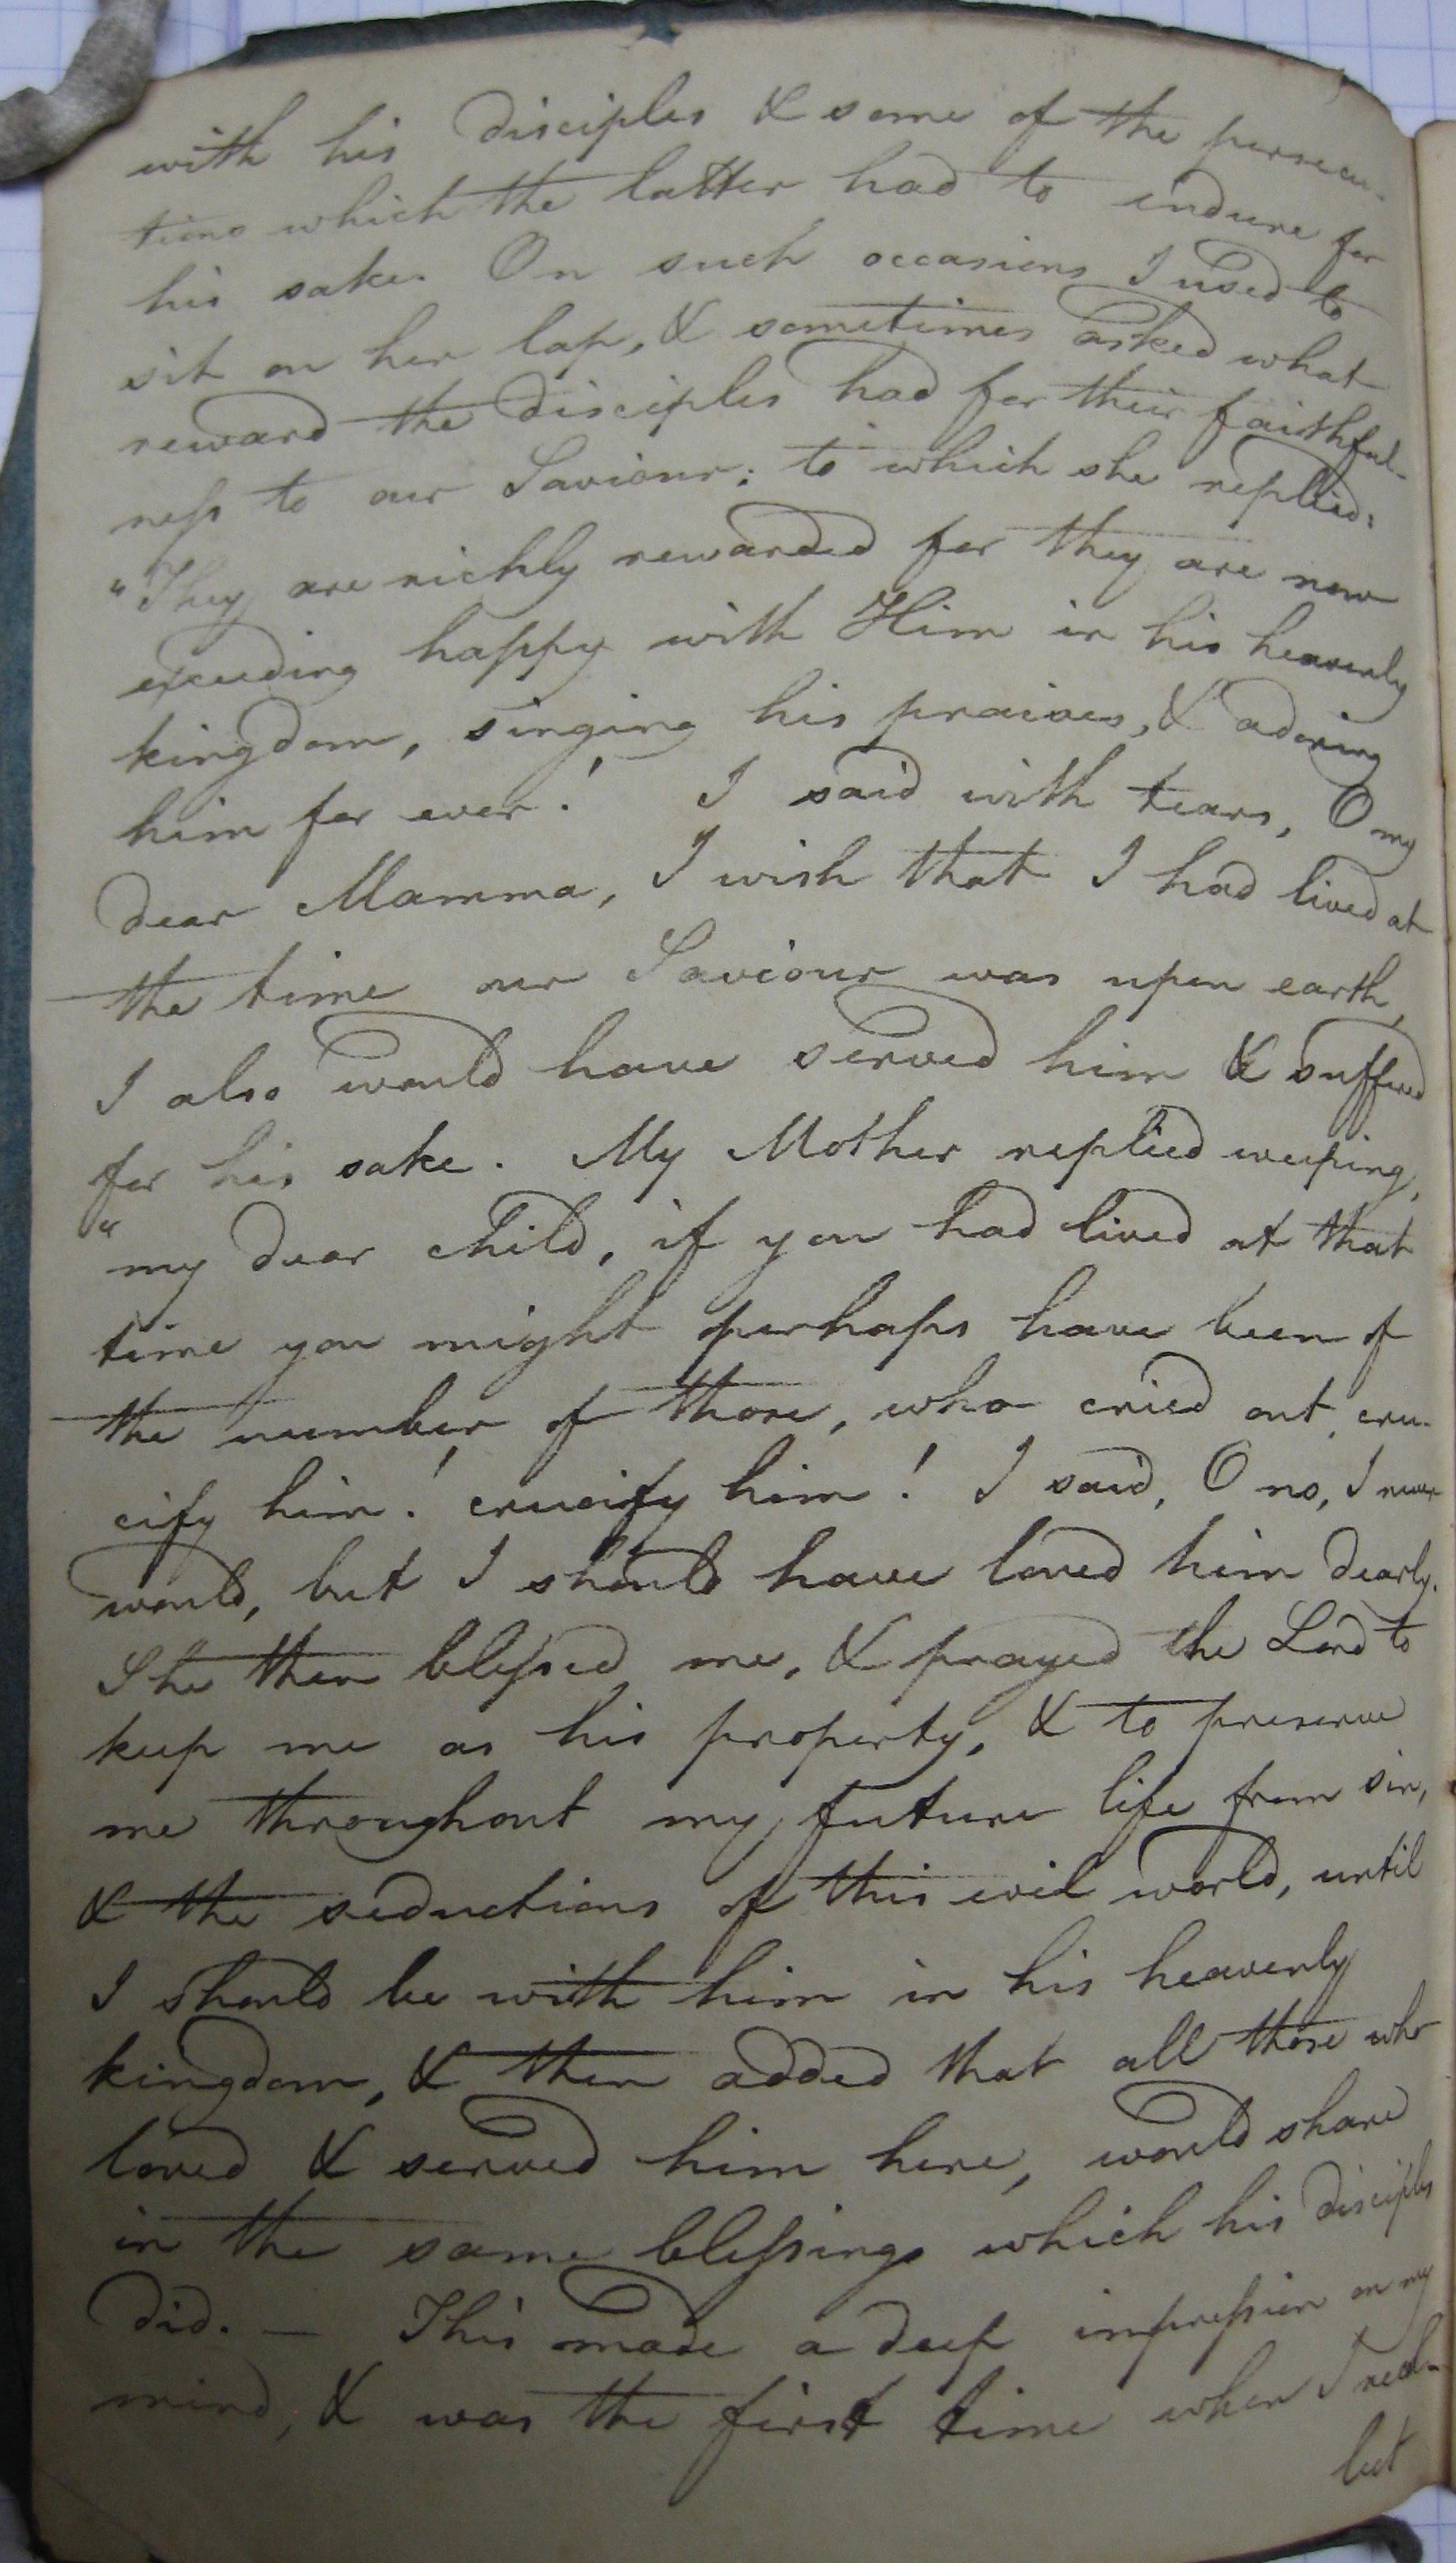 with his disciples & some of the persecu-
tions which the latter had to endure for
his sake. On such occasions I used to
sit on her lap, & sometimes asked what
reward the disciples had for their faithful-
ness to our Saviour; to which she replied:
"They are richly rewarded for they are now
exceeding happy with Him in his heavenly
kingdom, singing his praises, & adoring
him for ever! I said with tears, O my
dear Mamma, I wish that I had lived at
the time our Saviour was upon earth,
I also would have served him & suffered
for his sake. My Mother replied weeping,
"my dear child, if you had lived at that
time you might perhaps have been of
the number of those, who cried out, cru-
cify him! crucify him! I said, O no, I never
would, but I should have loved him dearly.
She then blessed me, & prayed the Lord to
keep me as his property, & to preserve
me throughout my future life from sin,
& the seductions of this evil world, until
I should be with him in his heavenly
kingdom, & then added that all those who
loved & served him here, would share
in the same blessings which his disciples
did. — This made a deep impression on my
mind, & was the first time when I
but